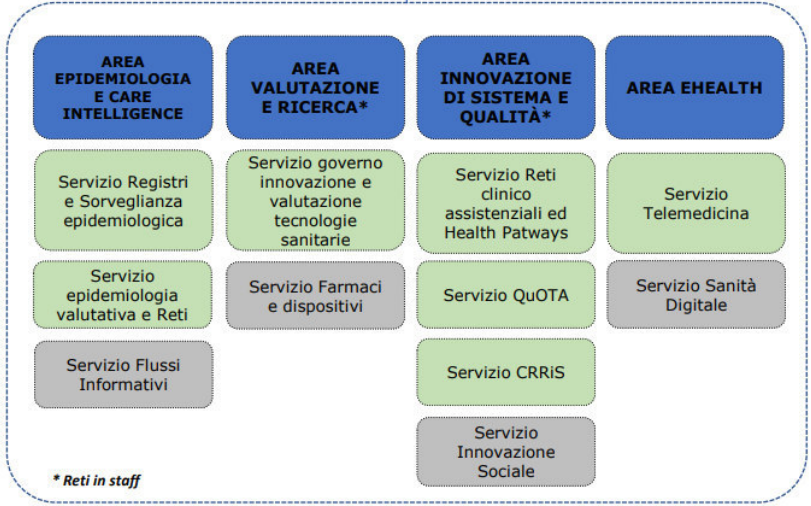 AREA
EPIDEMIOLOGIA
E CARE
INTELLIGENCE
Servizio Registri
e Sorveglianza
epidemiologica
Servizio
epidemiologia
valutativa e Reti
Servizio Flussi
Informativi
AREA
VALUTAZIONE
E RICERCA*
Servizio governo
innovazione e
valutazione
tecnologie
sanitarie
Servizio Farmaci
e dispositivi
AREA
INNOVAZIONE
DI SISTEMA E
QUALITÀ*
Servizio Reti
clinico
assistenziali ed
Health Patways
Servizio QuOTA
Servizio CRRiS
Servizio
Innovazione
Sociale
AREA EHEALTH
Servizio
Telemedicina
Servizio Sanità
Digitale
* Reti in staff